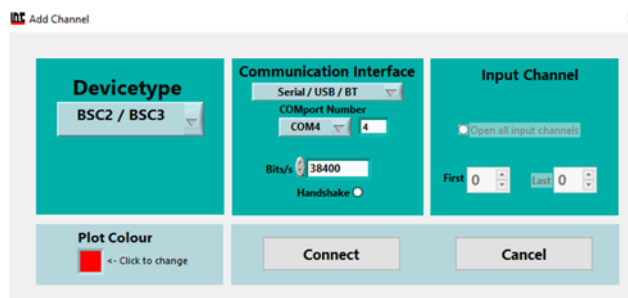 Add Channel
Devicetype
BSC2 / BSC3
Communication Interface
Serial / USB / BT
COMport Number
COM4 4
Bits/s 38400
Handshake
Input Channel
Open all input channels
First 0 Last 0
Plot Colour
<- Click to change
Connect
Cancel